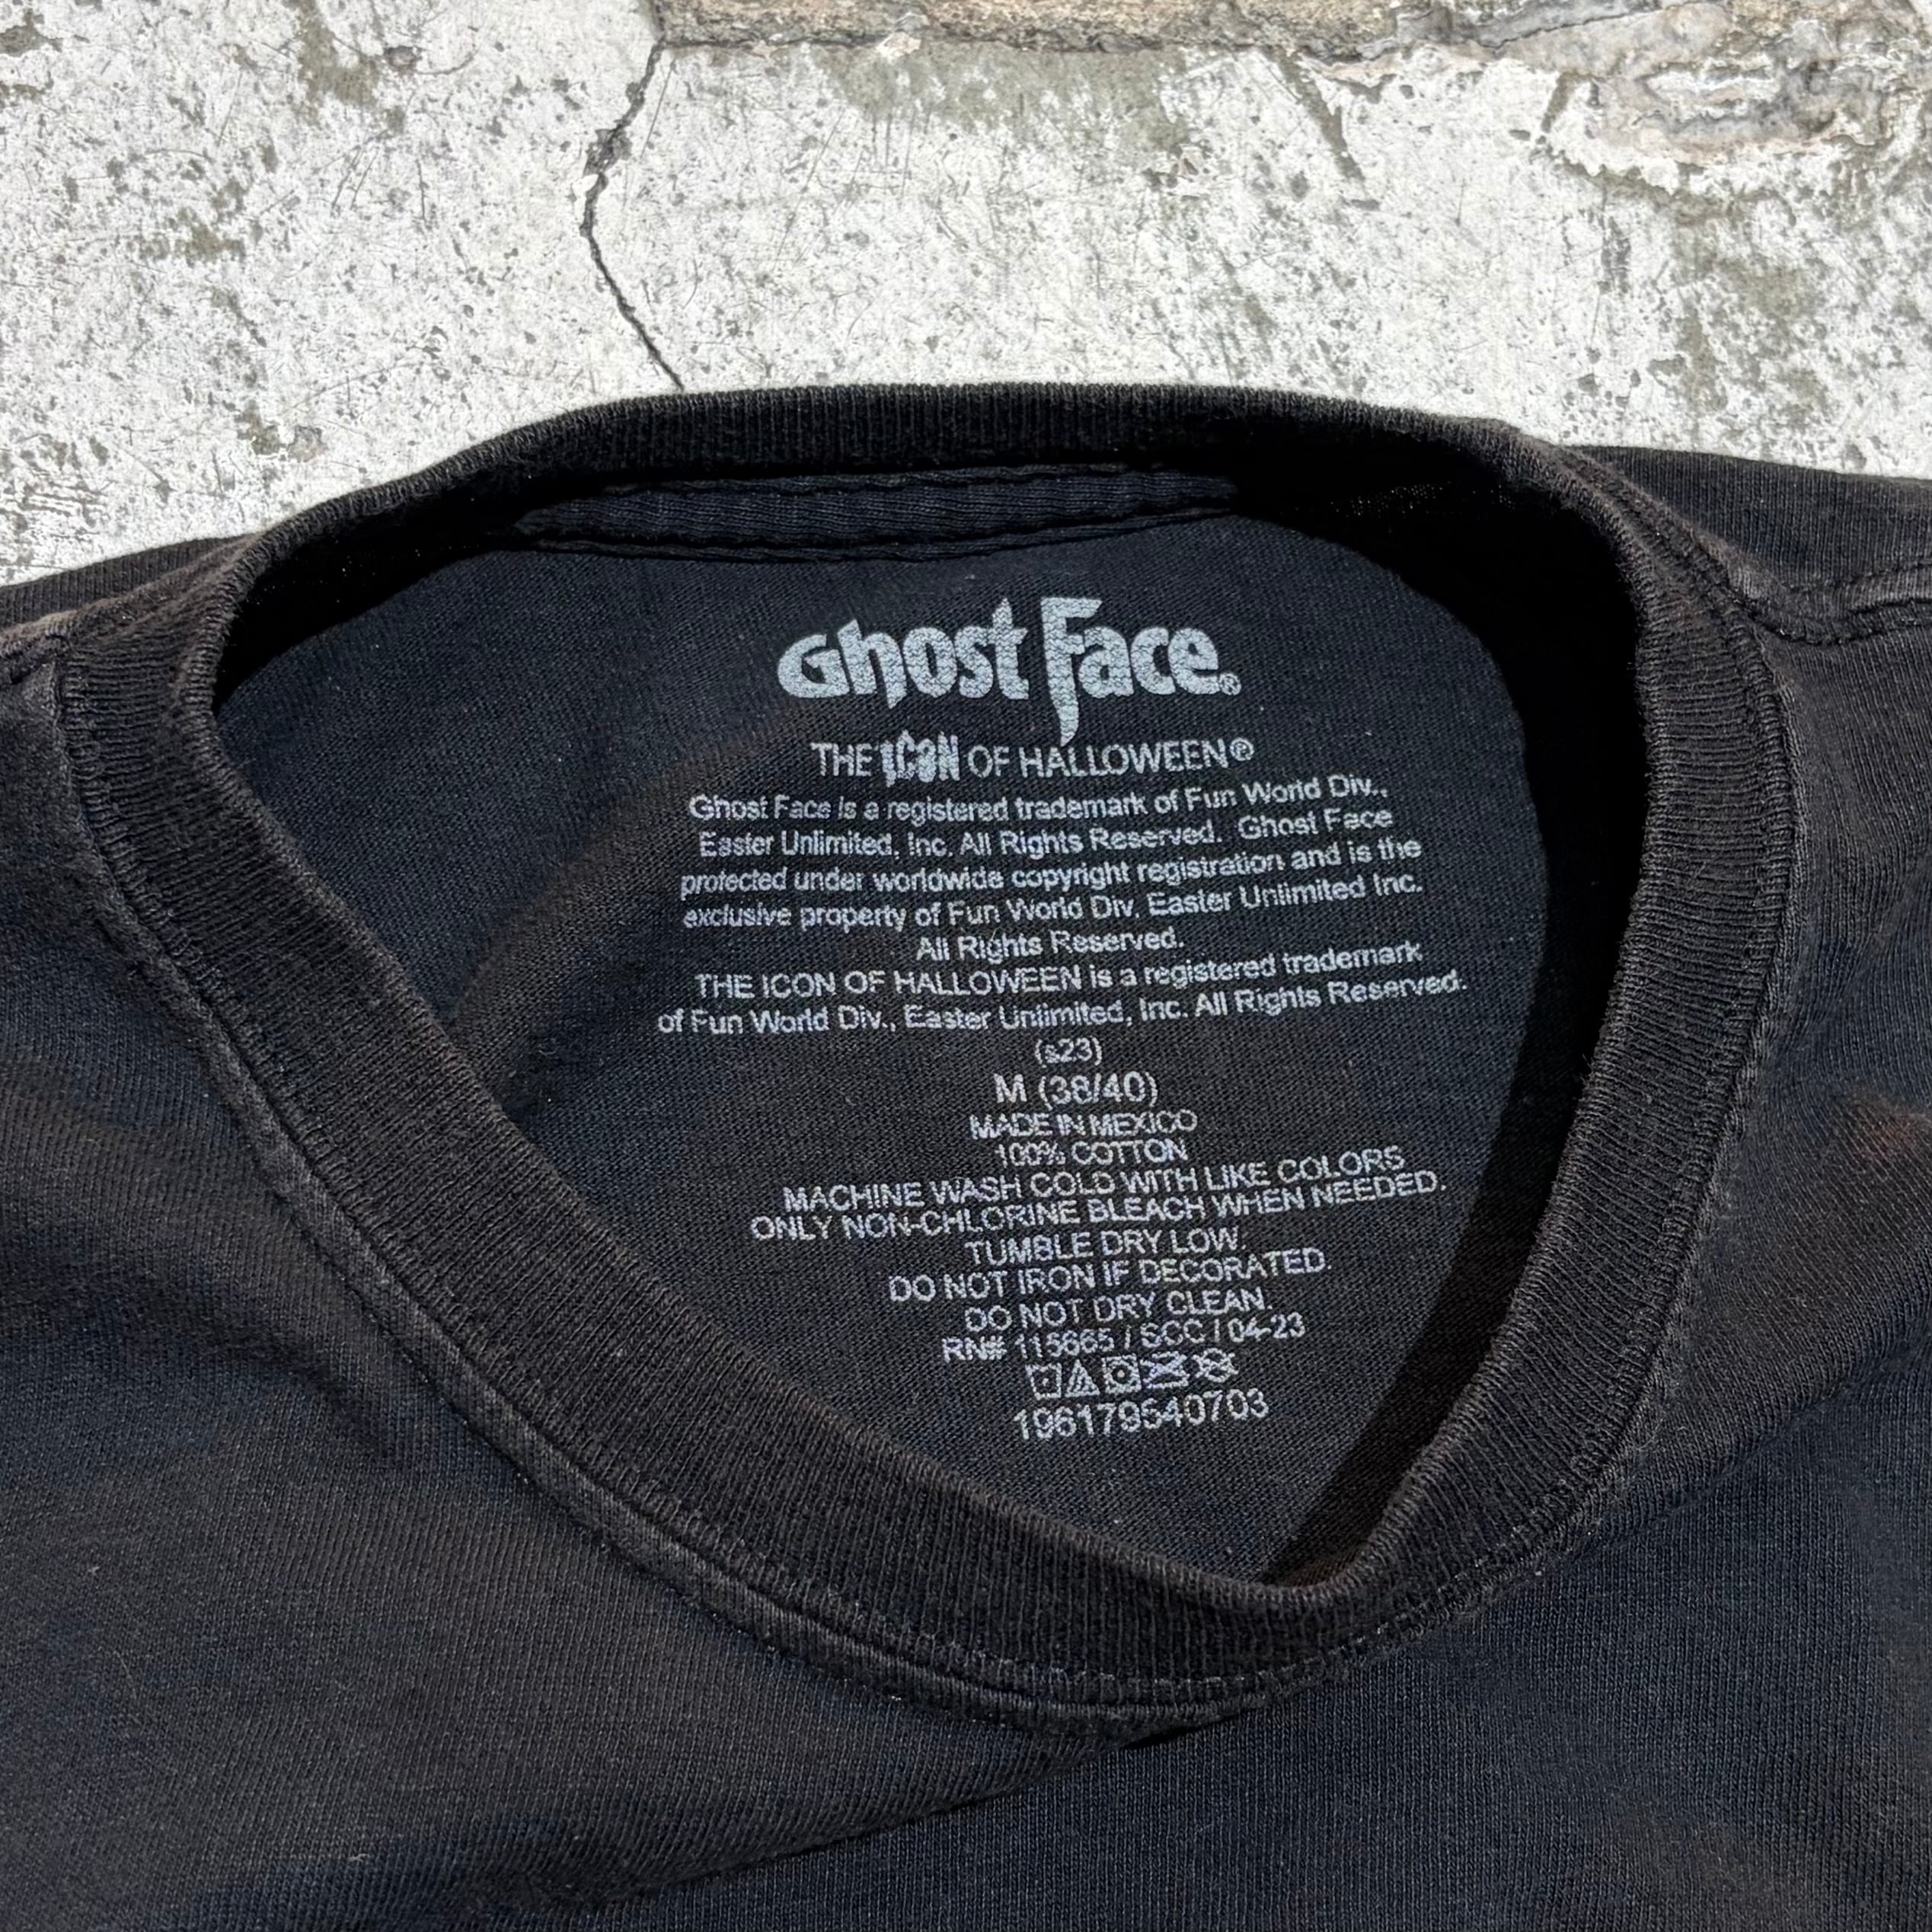 Ghost Face®
THE ICON OF HALLOWEEN®
Ghost Face is a registered trademark of Fun World Div.,
Easter Unlimited, Inc. All Rights Reserved. Ghost Face
protected under worldwide copyright registration and is the
exclusive property of Fun World Div. Easter Unlimited Inc.
All Rights Reserved.
THE ICON OF HALLOWEEN is a registered trademark
of Fun World Div., Easter Unlimited, Inc. All Rights Reserved.
(s23)
M (38/40)
MADE IN MEXICO
100% COTTON
MACHINE WASH COLD WITH LIKE COLORS
ONLY NON-CHLORINE BLEACH WHEN NEEDED.
TUMBLE DRY LOW.
DO NOT IRON IF DECORATED.
DO NOT DRY CLEAN.
RN# 115665 / SCC / 04-23
196179540703